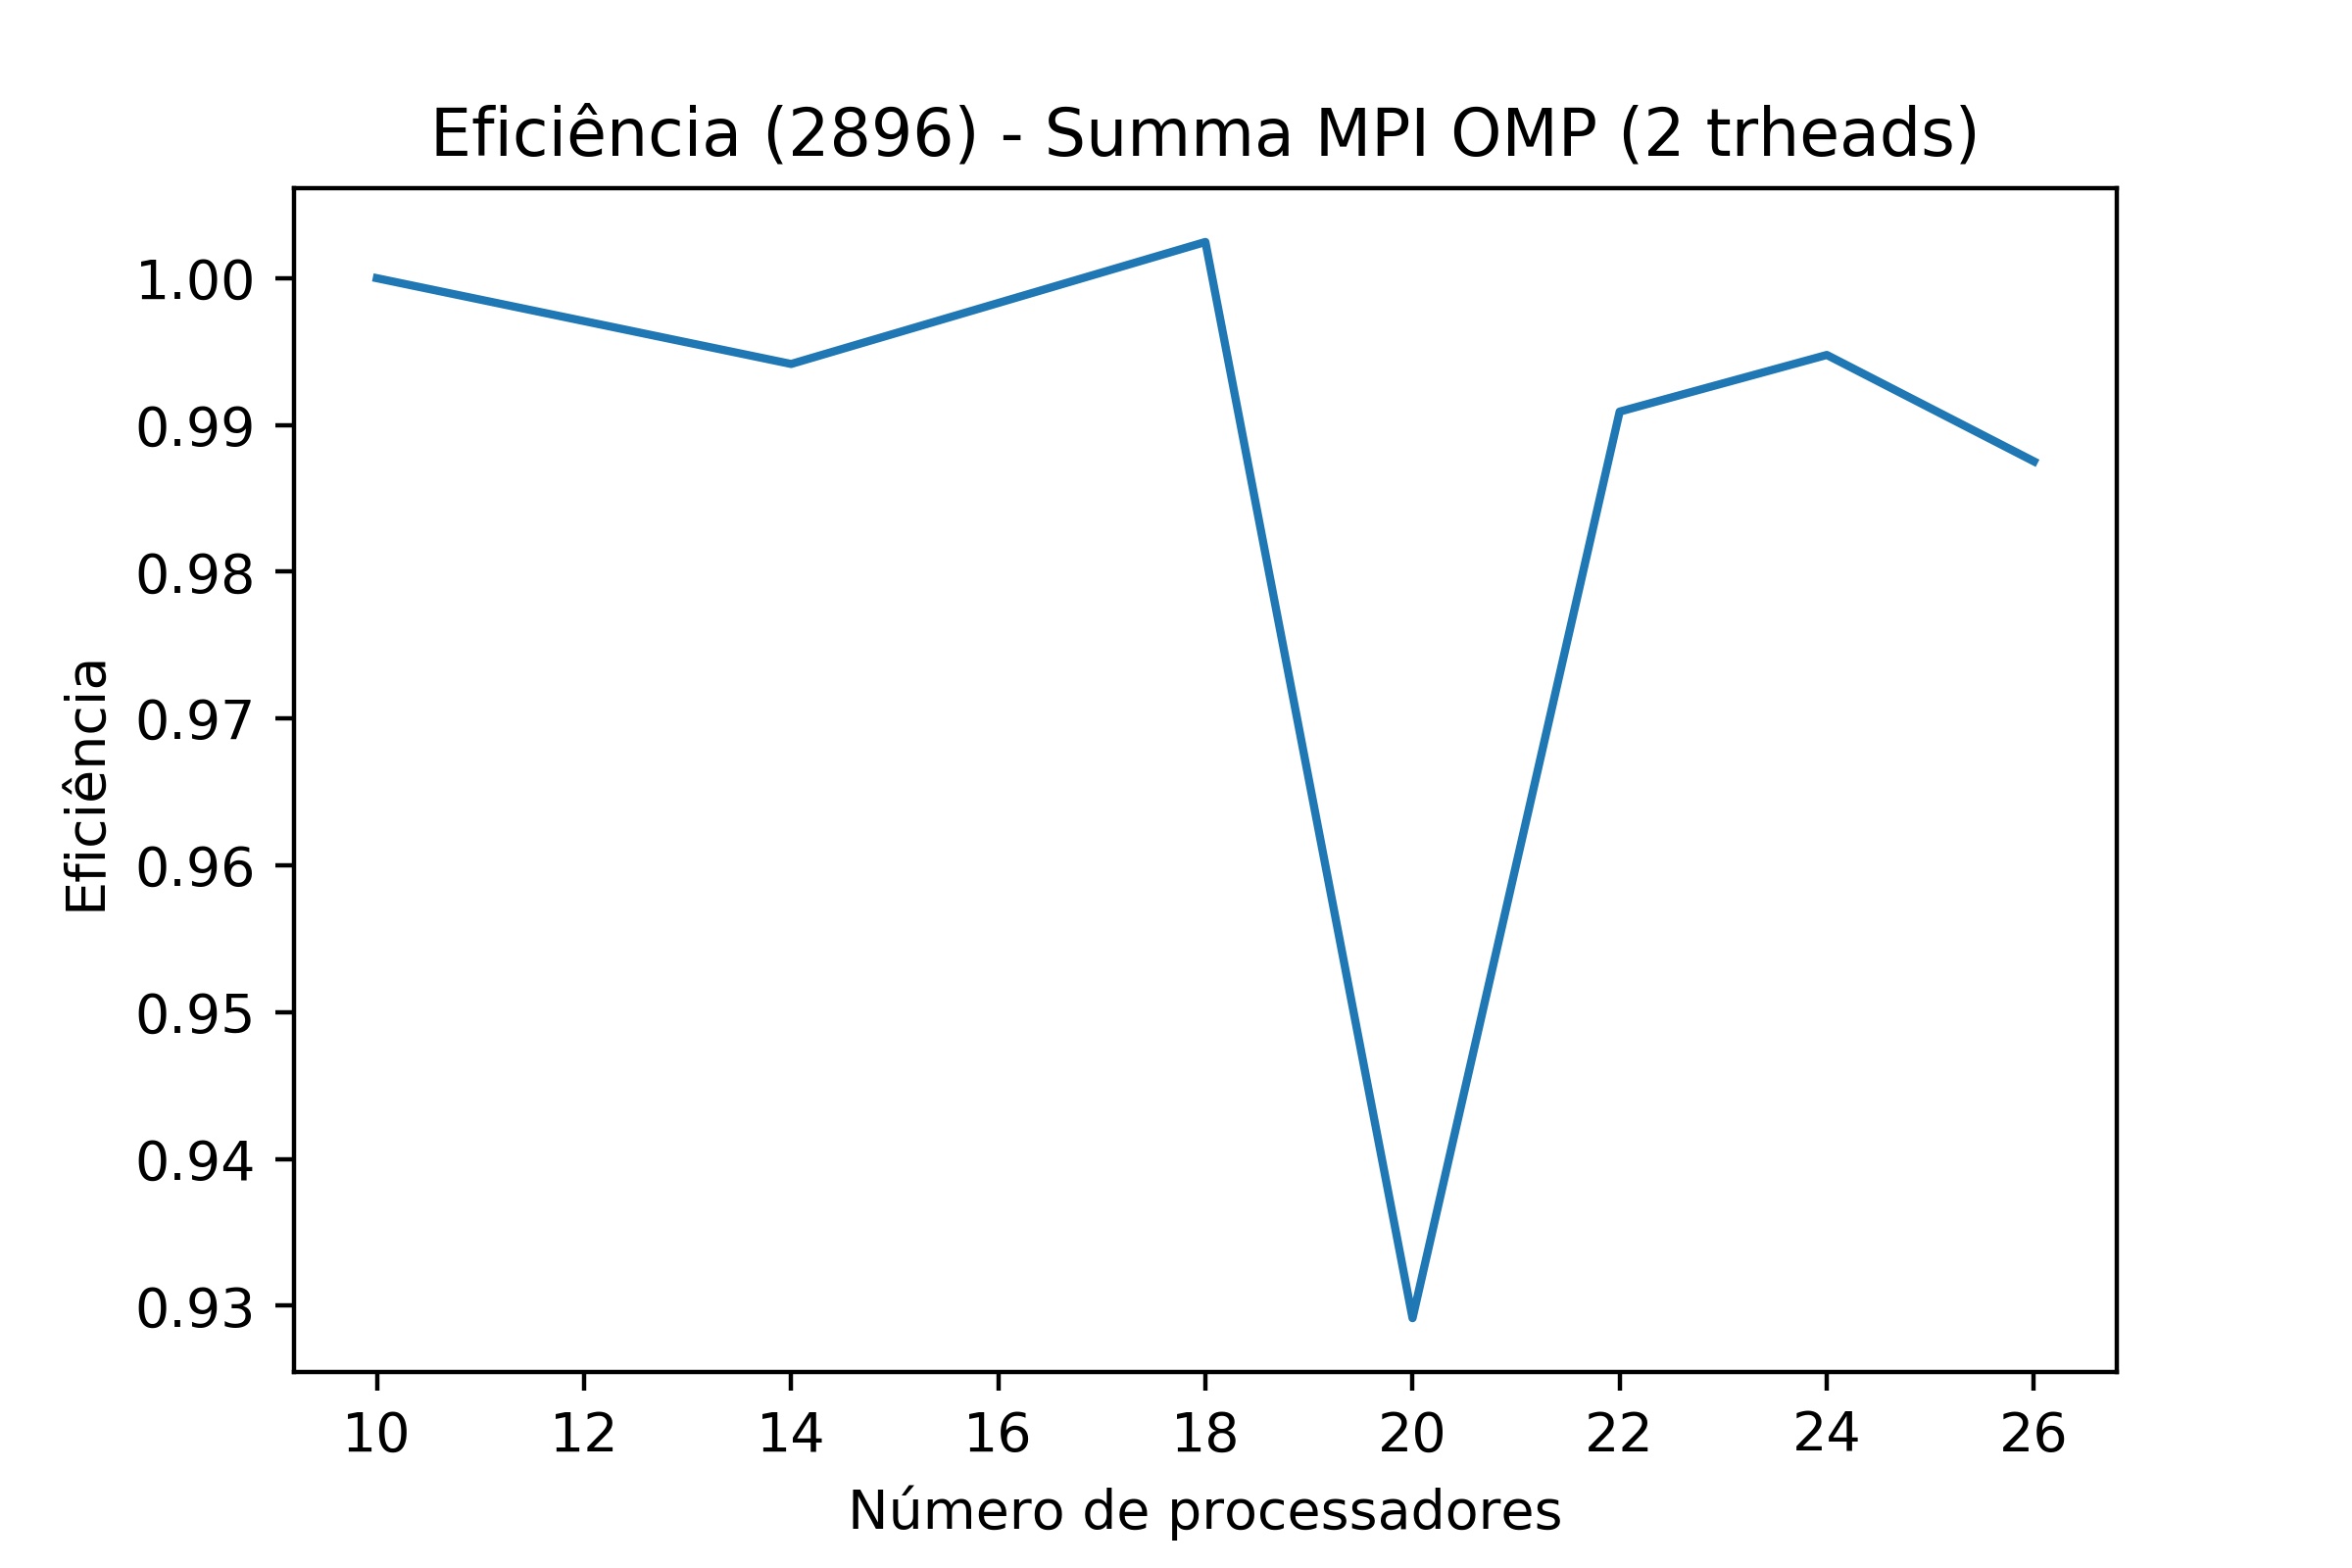 Eficiência (2896) - Summa MPI OMP (2 trheads)
Eficiência
1.00
0.99
0.98
0.97
0.96
0.95
0.94
0.93
10 12 14 16 18 20 22 24 26
Número de processadores